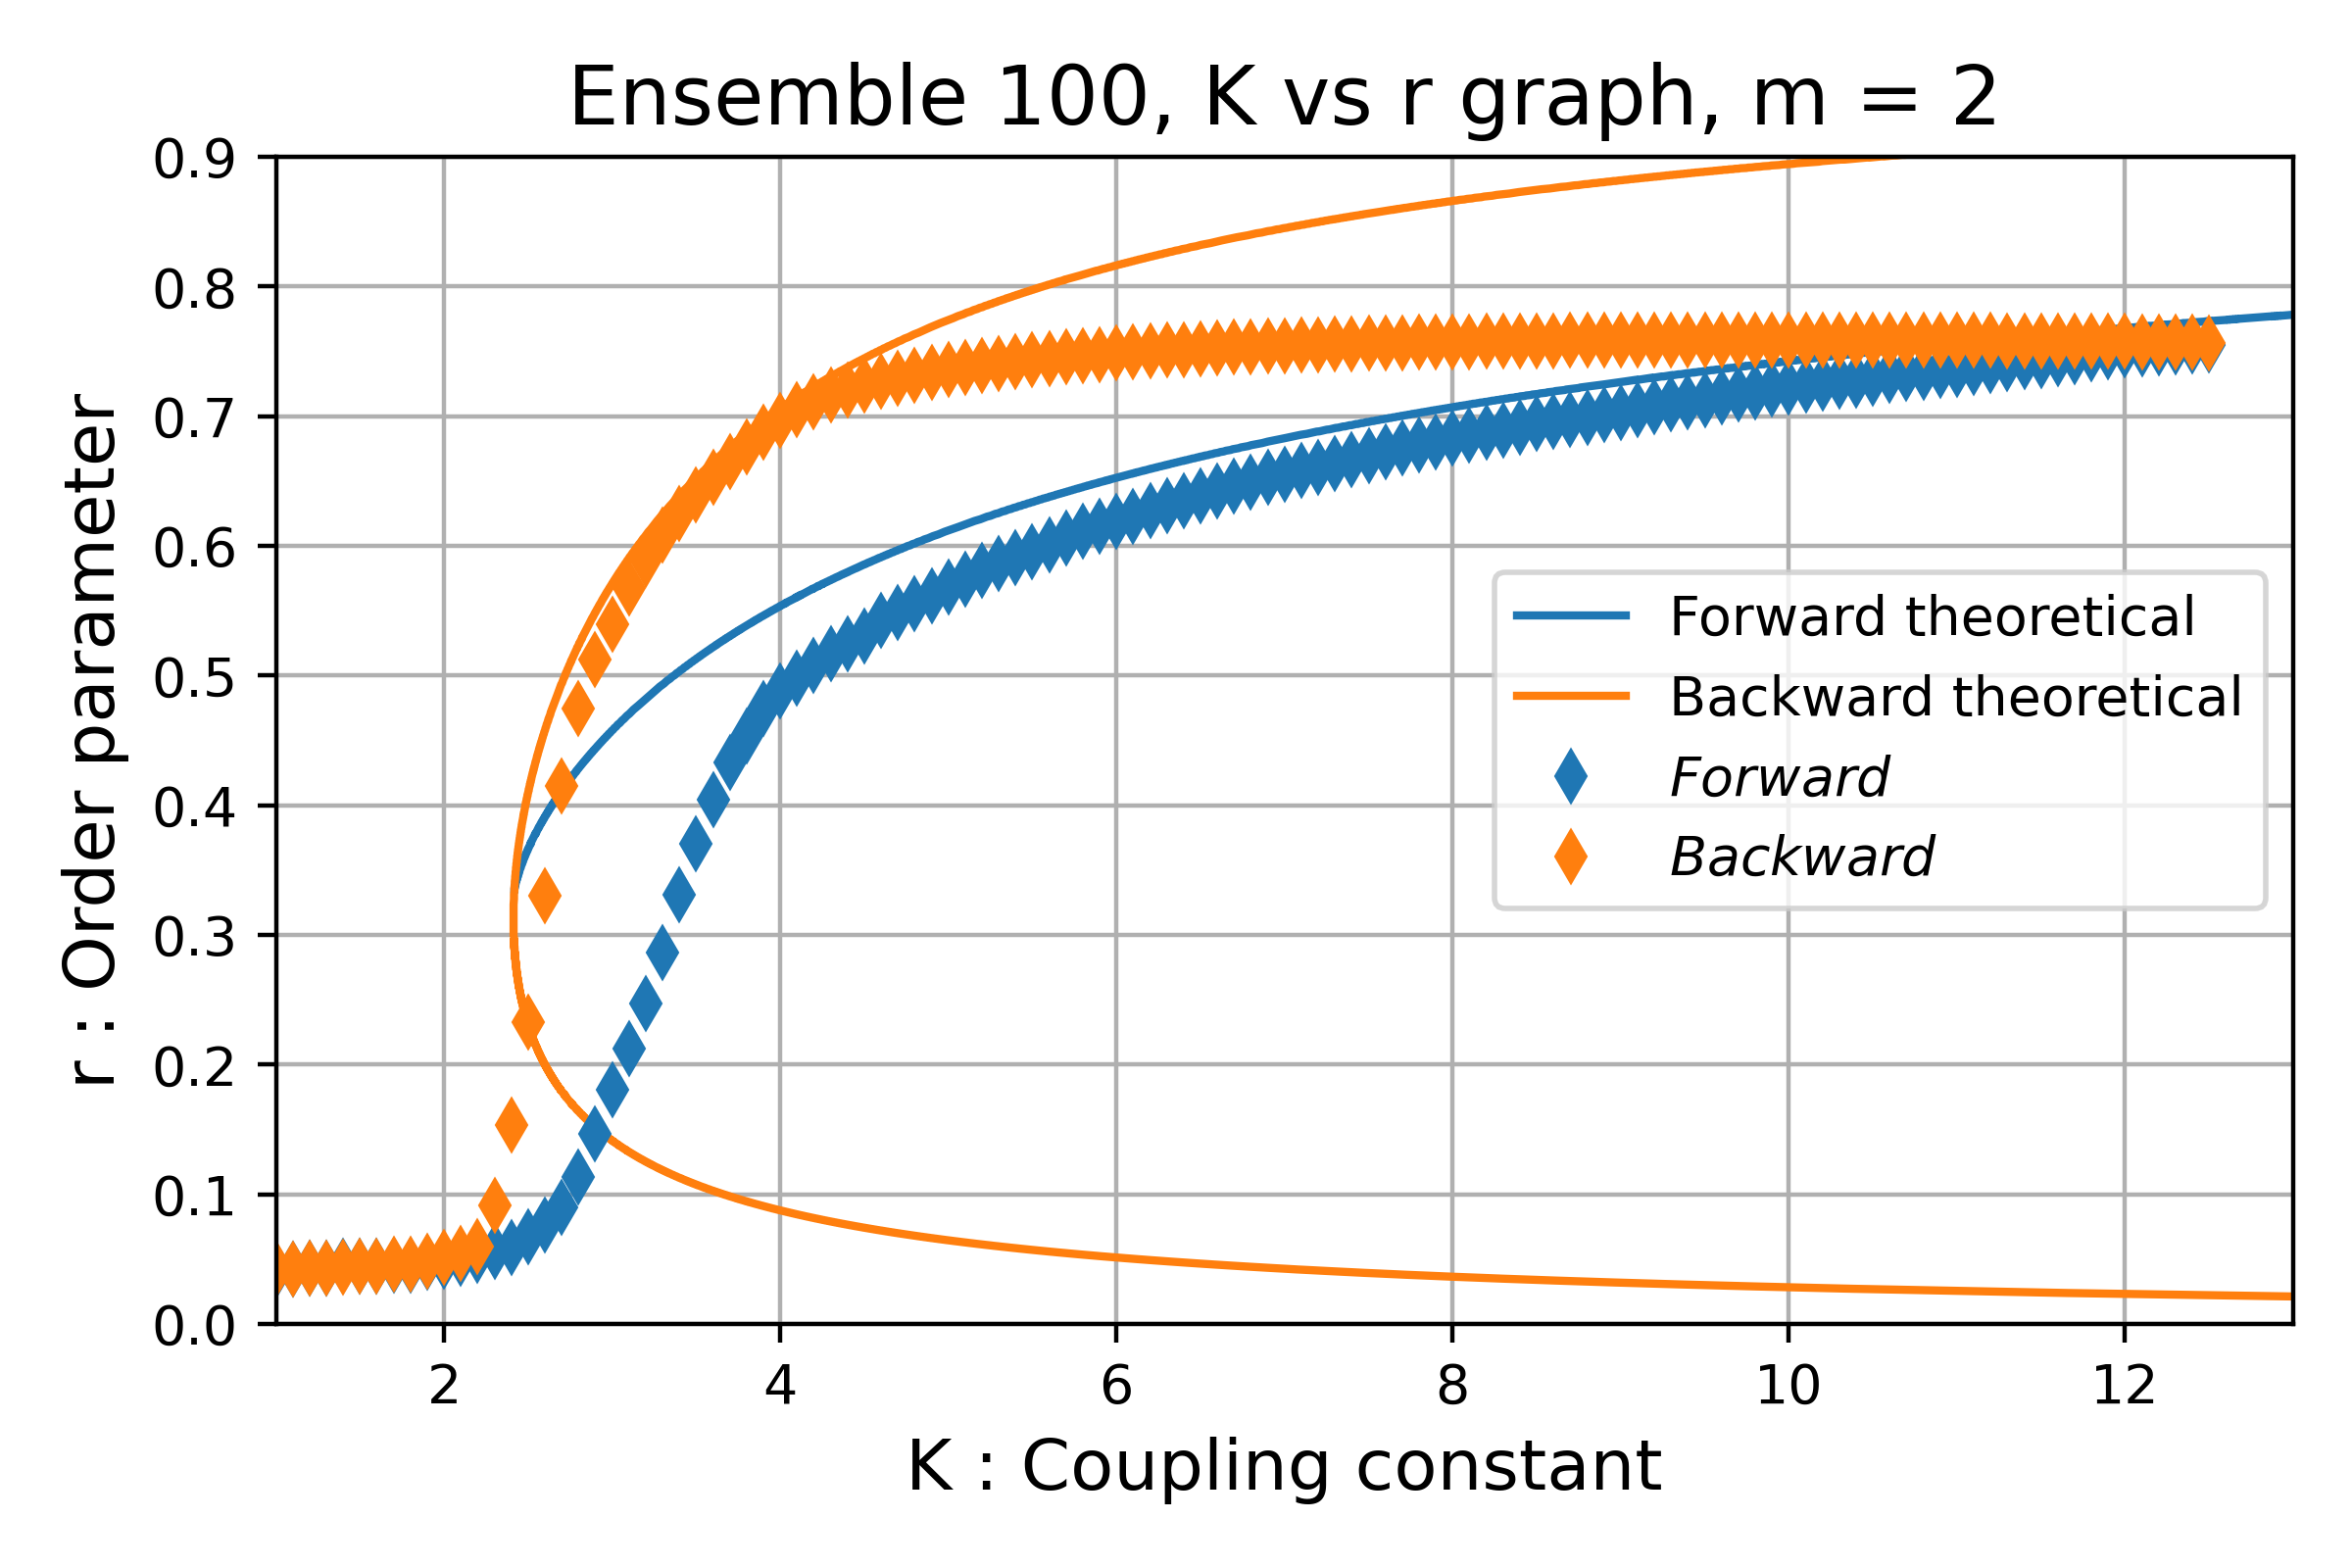 Ensemble 100, K vs r graph, m = 2
r : Order parameter
0.9
0.8
0.7
0.6
0.5
0.4
0.3
0.2
0.1
0.0
Forward theoretical
Backward theoretical
Forward
Backward
2 4 6 8 10 12
K : Coupling constant